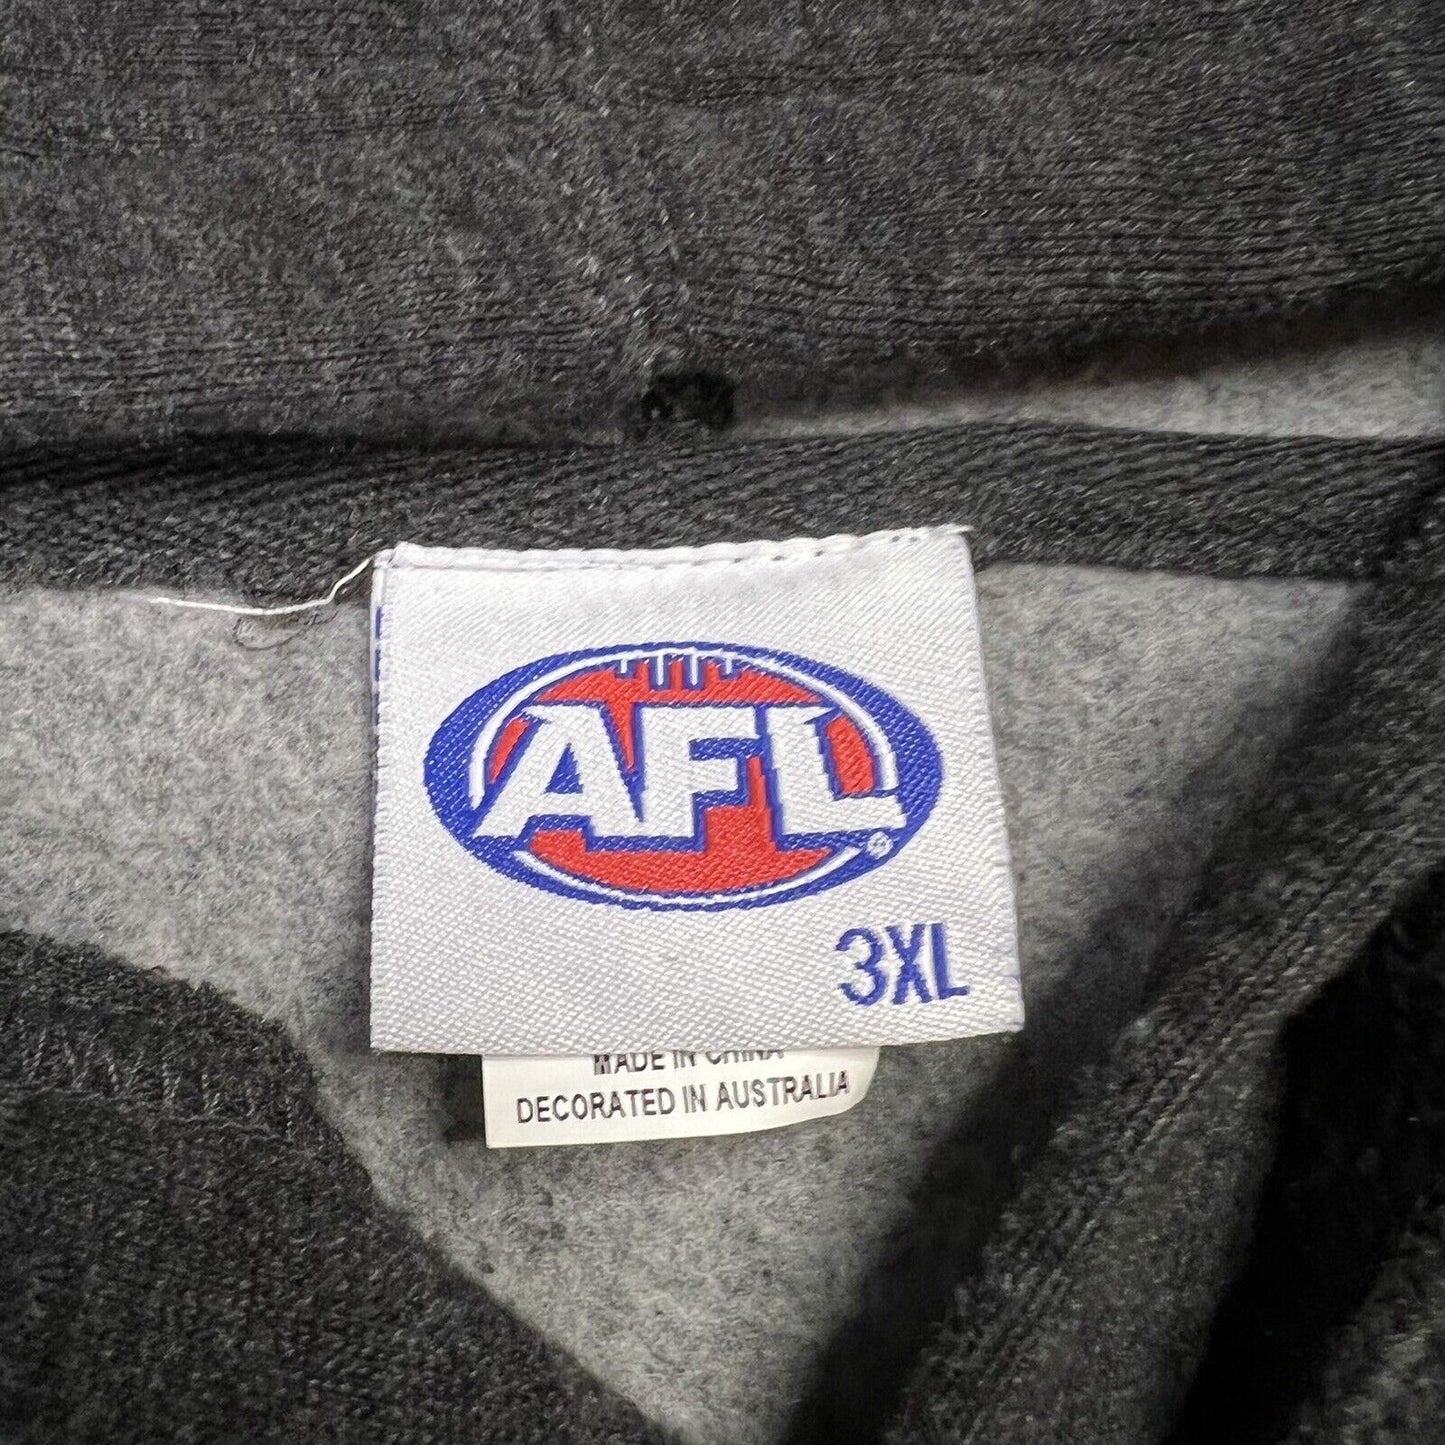 AFL®
3XL
MADE IN CHINA
DECORATED IN AUSTRALIA